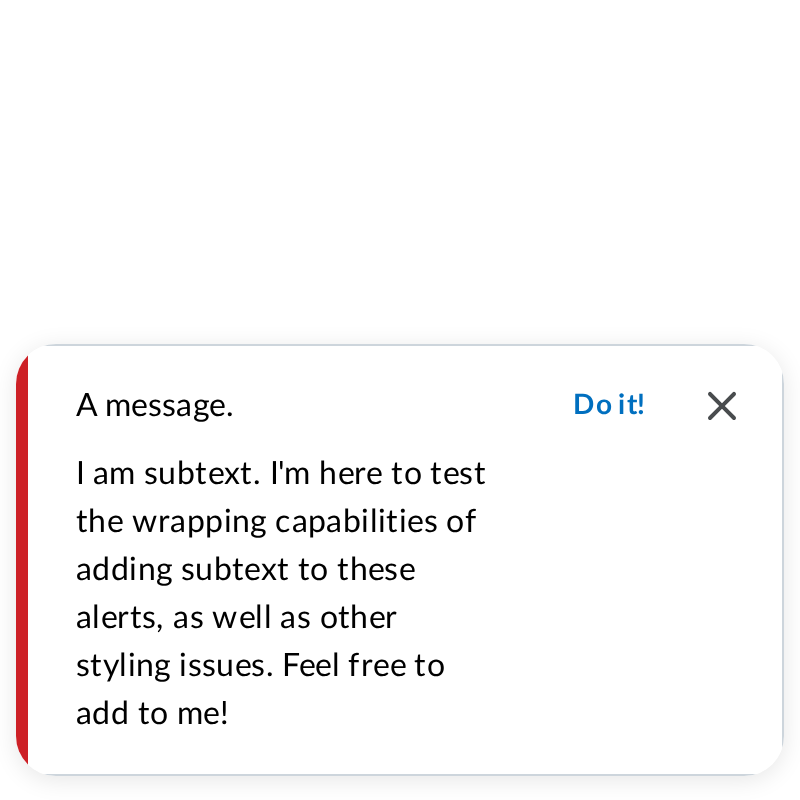 A message.
Do it!
I am subtext. I'm here to test
the wrapping capabilities of
adding subtext to these
alerts, as well as other
styling issues. Feel free to
add to me!